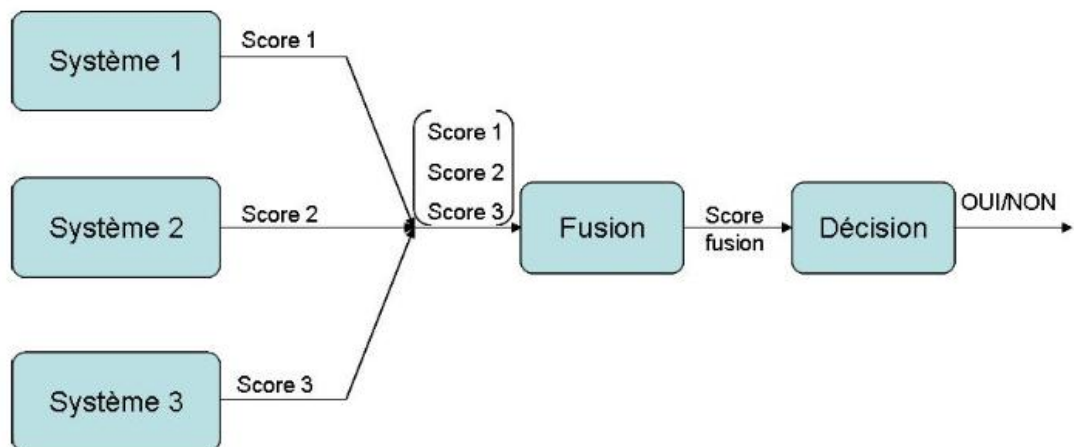 Système 1
Score 1
Score 1
Score 2
Score 3
Système 2
Score 2
Fusion
Score
fusion
Décision
OUI/NON
Système 3
Score 3